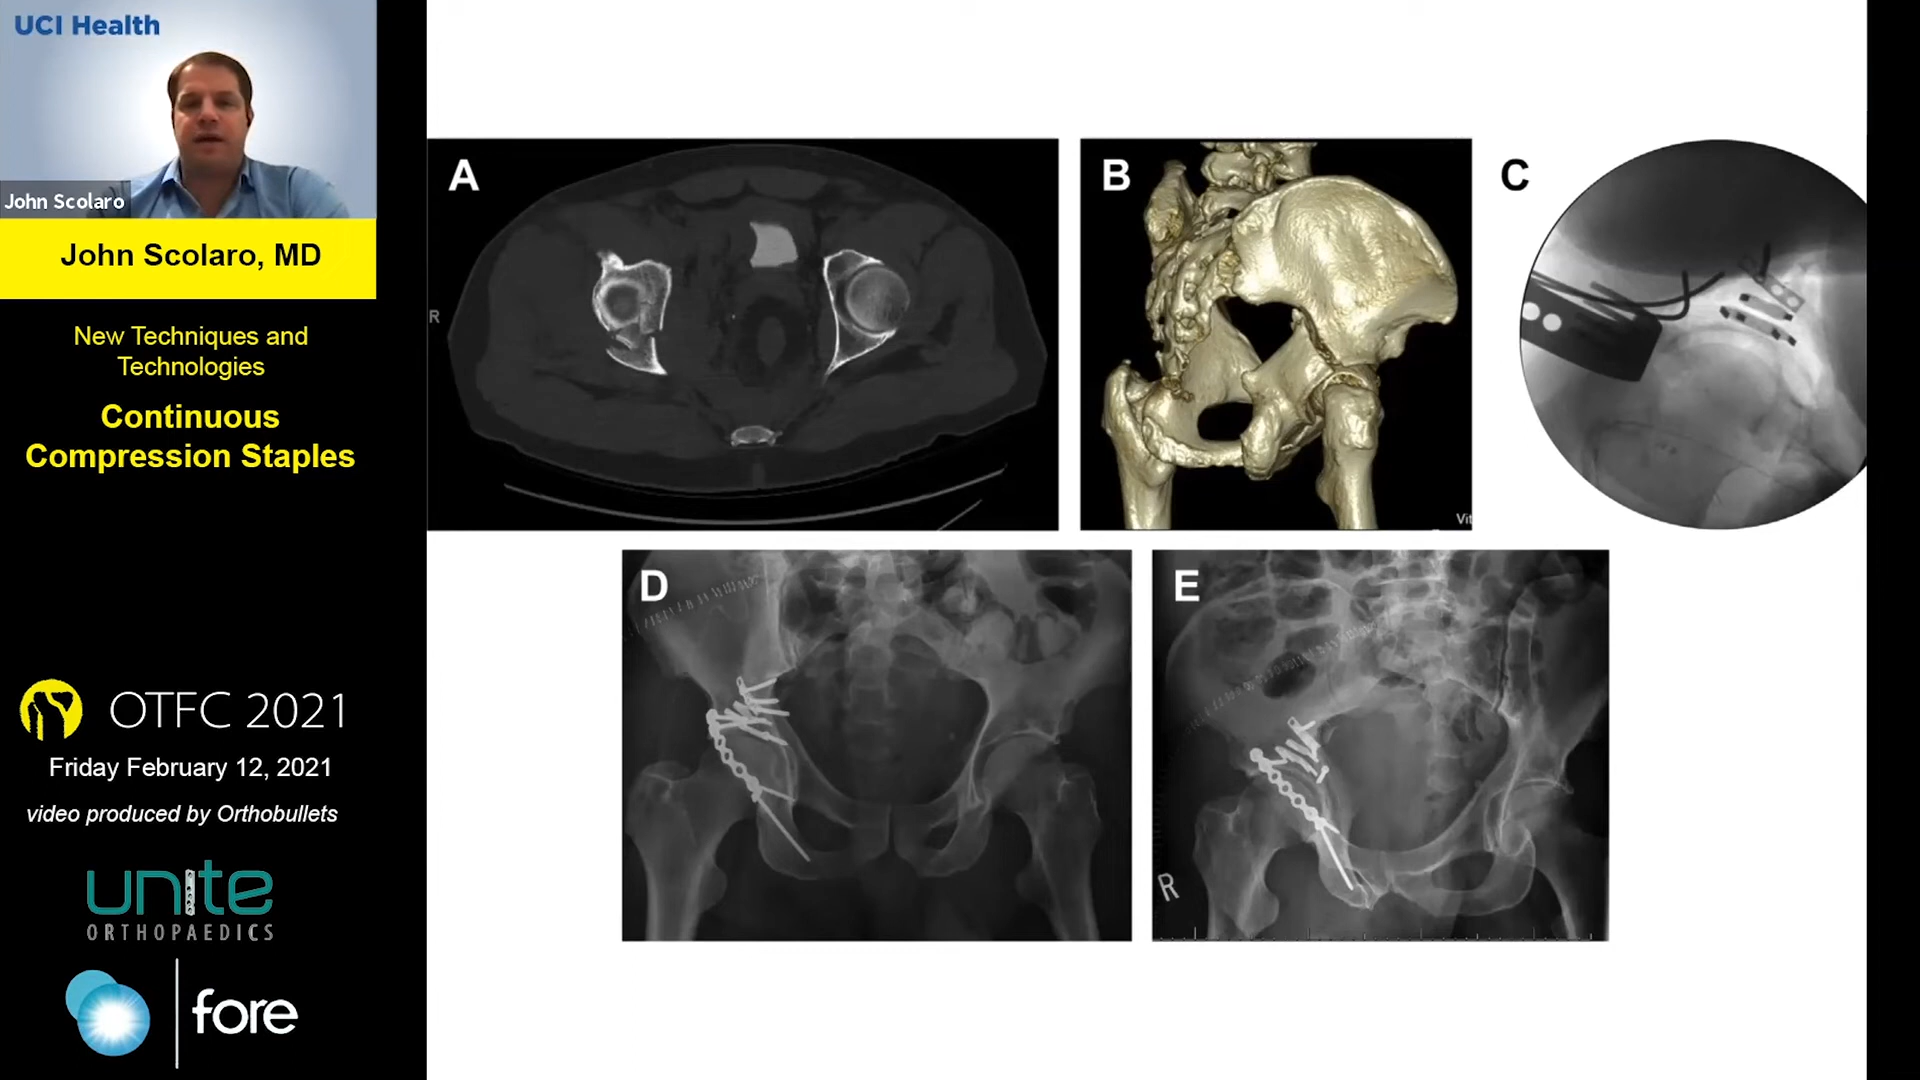 UCI Health
John Scolaro
John Scolaro, MD
New Techniques and
Technologies
Continuous
Compression Staples
OTFC 2021
Friday February 12, 2021
video produced by Orthobullets
unite
ORTHOPAEDICS
fore
A
R
B
Vit
C
D
E
R